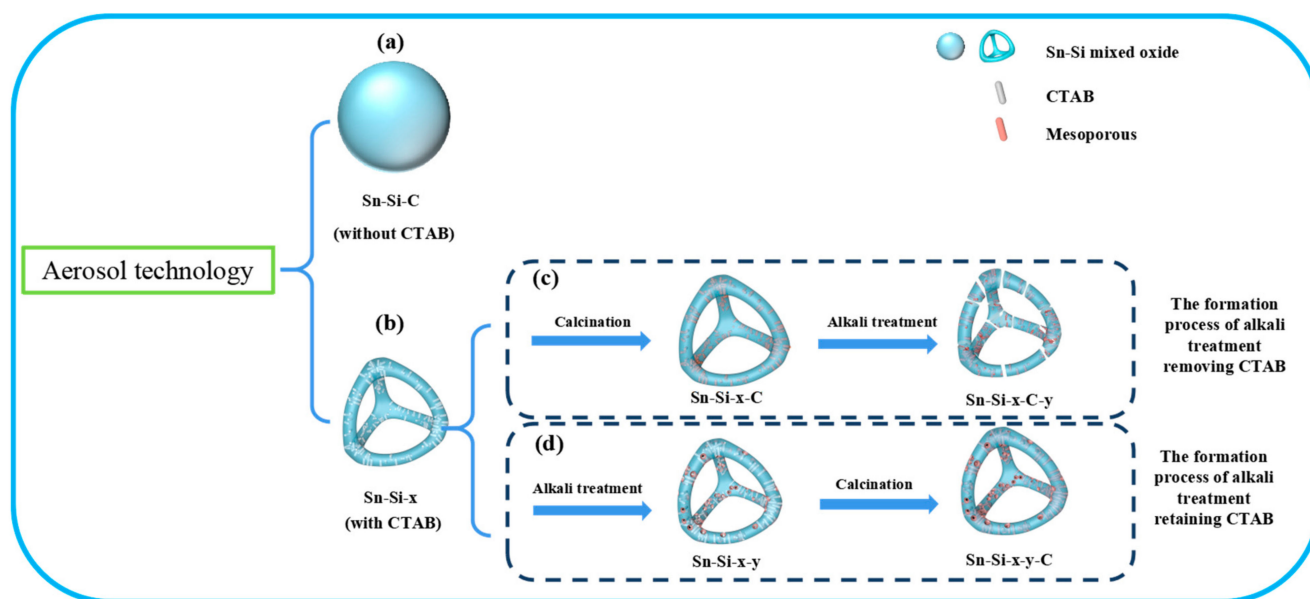 (a)
Sn-Si mixed oxide
CTAB
Mesoporous
Sn-Si-C
(without CTAB)
Aerosol technology
(b)
Sn-Si-x
(with CTAB)
(c)
Calcination
Sn-Si-x-C
Alkali treatment
Sn-Si-x-C-y
The formation
process of alkali
treatment
removing CTAB
(d)
Alkali treatment
Sn-Si-x-y
Calcination
Sn-Si-x-y-C
The formation
process of alkali
treatment
retaining CTAB